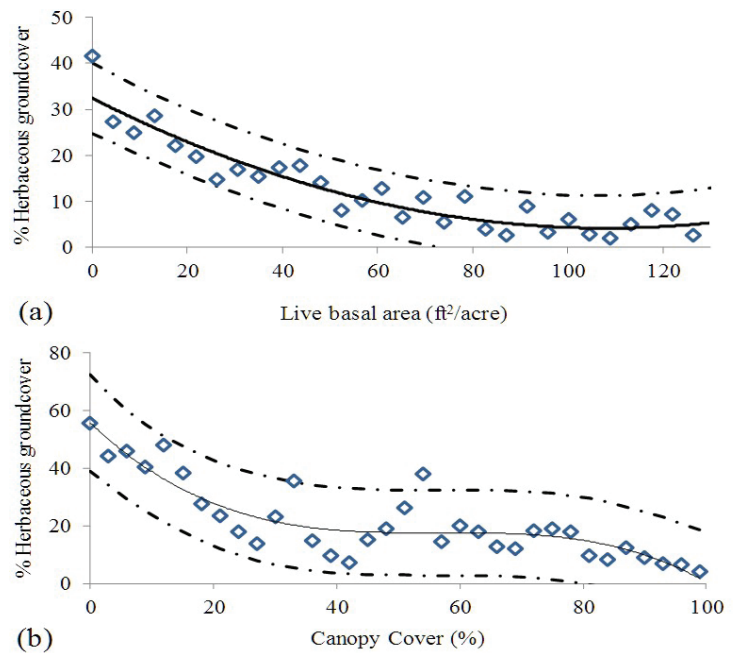 50
40
30
20
10
0
% Herbaceous groundcover
0 20 40 60 80 100 120
(a) Live basal area (ft²/acre)
80
60
40
20
0
% Herbaceous groundcover
0 20 40 60 80 100
(b) Canopy Cover (%)